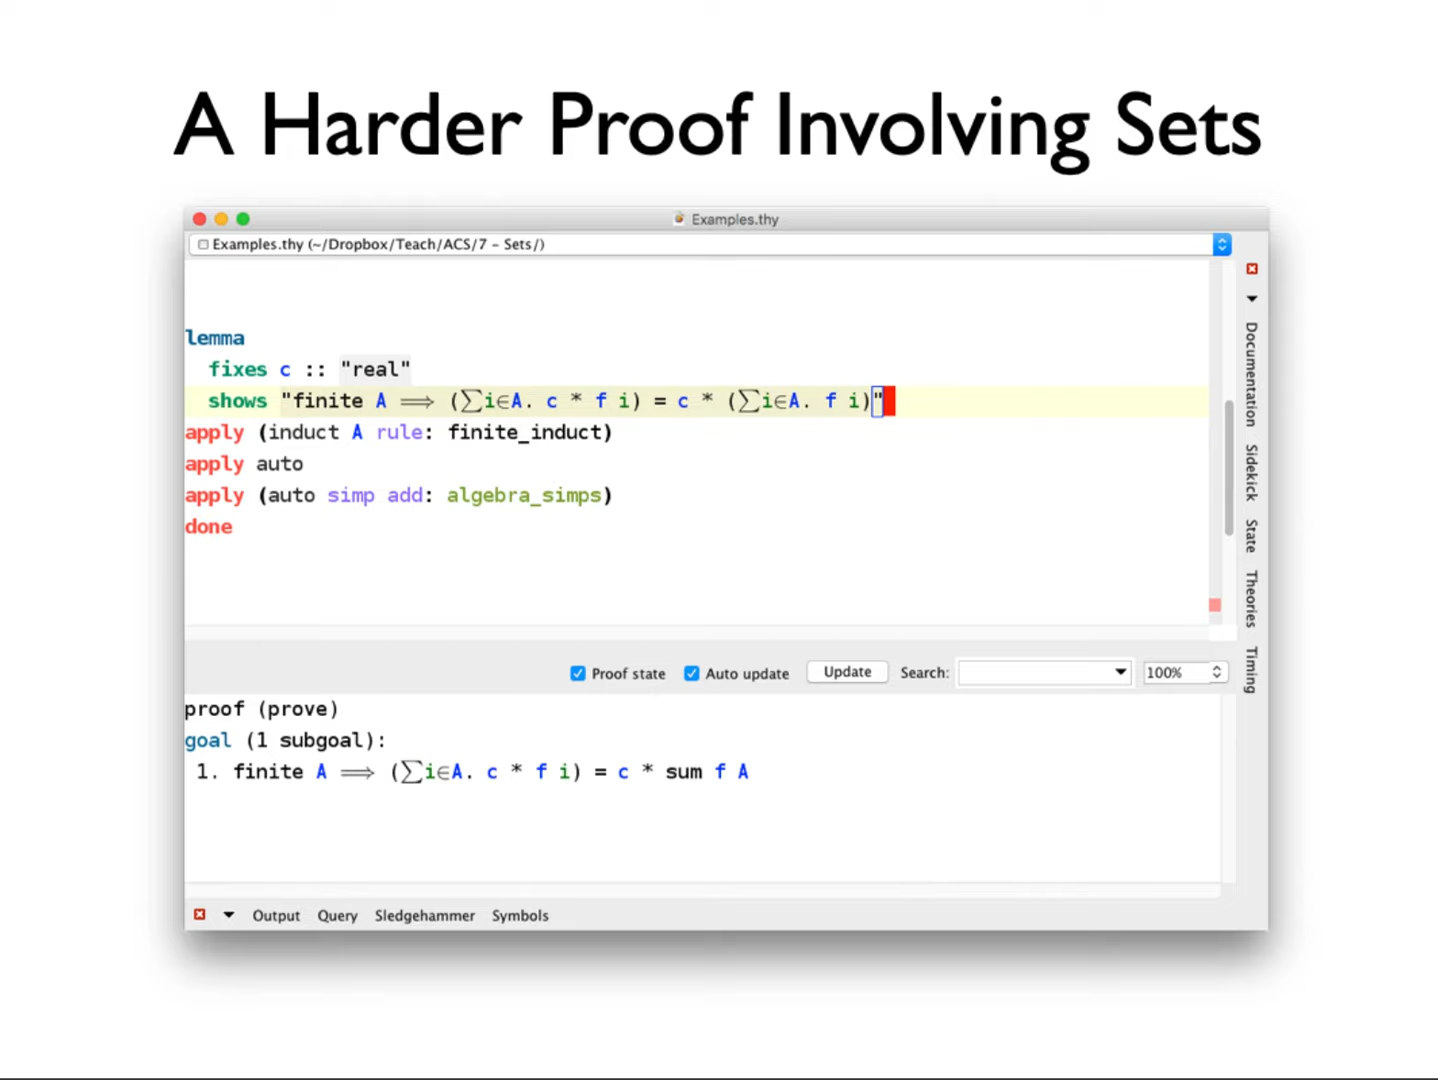 A Harder Proof Involving Sets
Examples.thy
Examples.thy (~/Dropbox/Teach/ACS/7 - Sets/)
lemma
fixes c :: "real"
shows "finite A ⟹ (∑i∈A. c * f i) = c * (∑i∈A. f i)"
apply (induct A rule: finite_induct)
apply auto
apply (auto simp add: algebra_simps)
done
Documentation
Sidekick
State
Theories
Timing
Proof state Auto update Update Search: 100%
proof (prove)
goal (1 subgoal):
1. finite A ⟹ (∑i∈A. c * f i) = c * sum f A
Output Query Sledgehammer Symbols